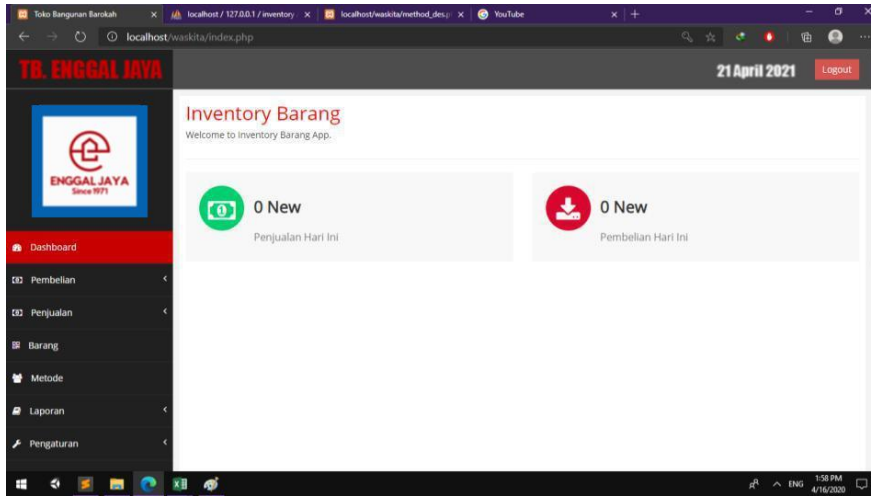 Toko Bangunan Barokah
localhost / 127.0.0.1 / inventory
localhost/waskita/method_des.p
YouTube
localhost/waskita/index.php
TB. ENGGAL JAYA
21 April 2021
Logout
ENGGAL JAYA
Since 1971
Inventory Barang
Welcome to Inventory Barang App.
0 New
Penjualan Hari Ini
0 New
Pembelian Hari Ini
Dashboard
Pembelian
Penjualan
Barang
Metode
Laporan
Pengaturan
ENG
1:58 PM
4/16/2020